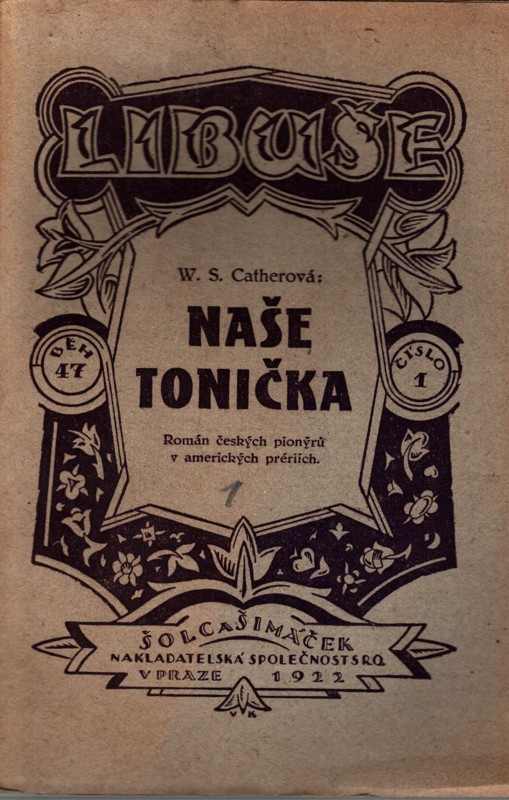 LIBUŠE
W. S. Catherová:
NAŠE
TONIČKA
BĚH
47
ČÍSLO
1
Román českých pionýrů
v amerických prériích.
1
ŠOLC A ŠIMÁČEK
NAKLADATELSKÁ SPOLEČNOST S R.O.
V PRAZE 1922
V K